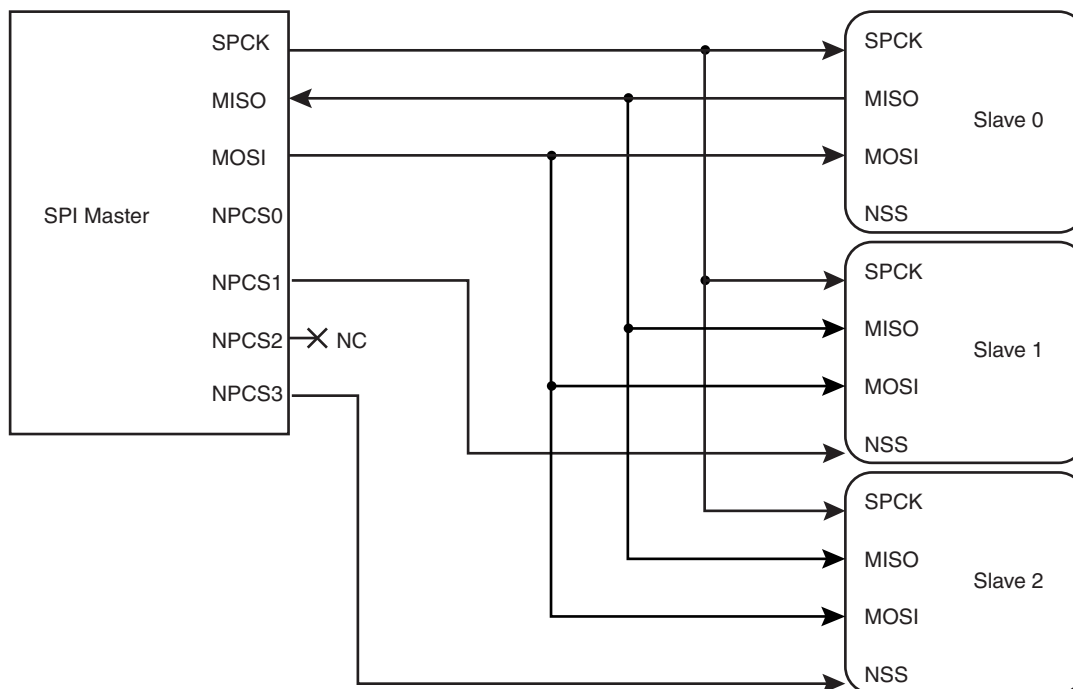 SPCK
MISO
MOSI
SPI Master
NPCS0
NPCS1
NPCS2
NC
NPCS3
SPCK
MISO
Slave 0
MOSI
NSS
SPCK
MISO
Slave 1
MOSI
NSS
SPCK
MISO
Slave 2
MOSI
NSS